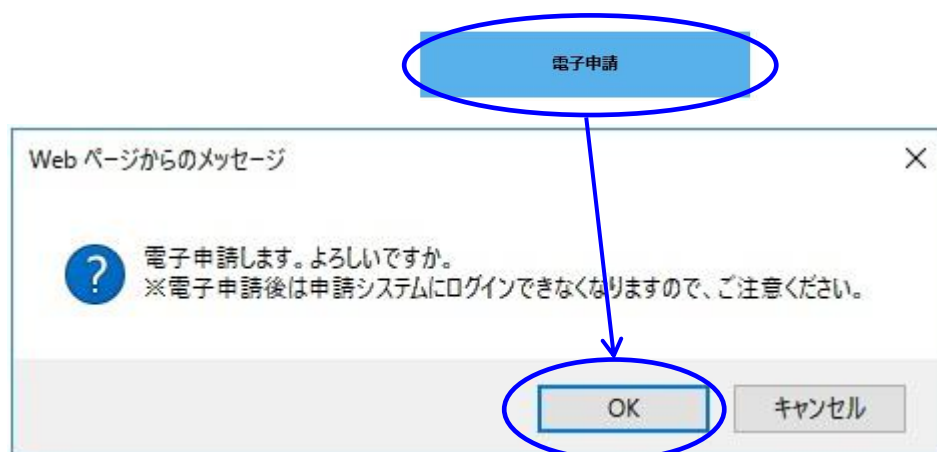 電子申請
Web ページからのメッセージ
電子申請します。よろしいですか。
※電子申請後は申請システムにログインできなくなりますので、ご注意ください。
OK
キャンセル